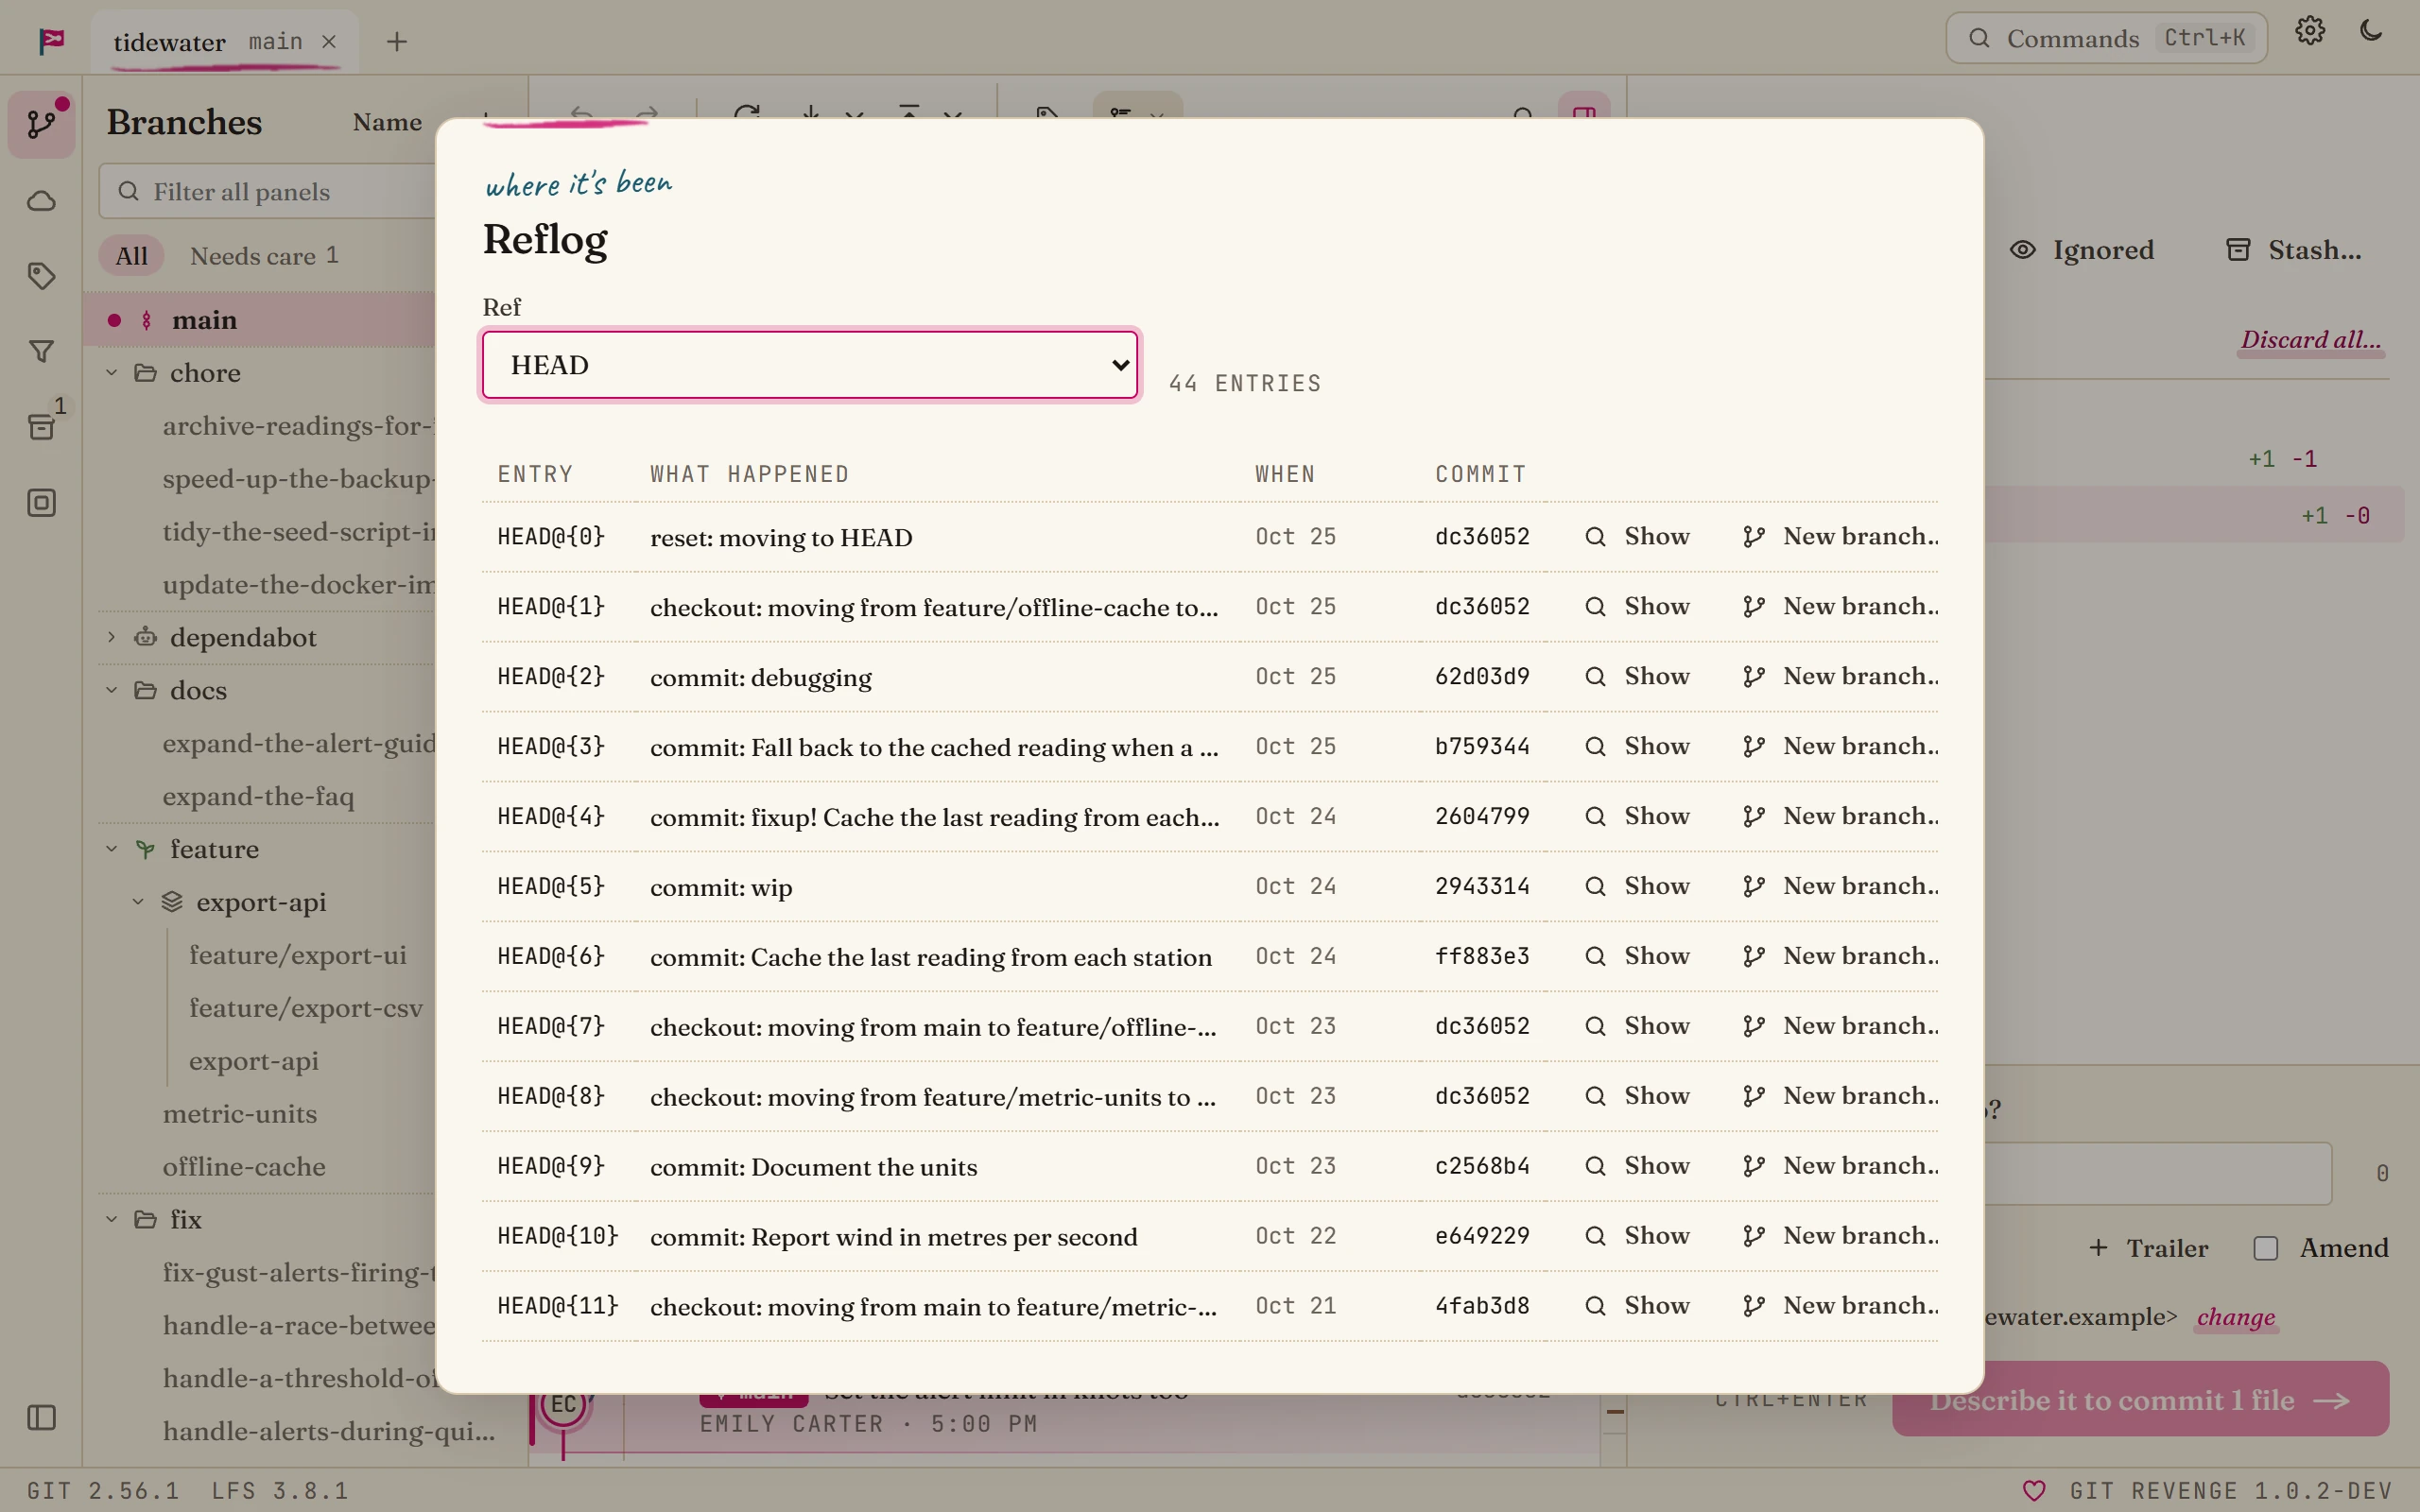 tidewater main
Commands Ctrl+K
Branches Name
Filter all panels
All Needs care 1
main
chore
archive-readings-for-
speed-up-the-backup-
tidy-the-seed-script-i
update-the-docker-im
dependabot
docs
expand-the-alert-guid
expand-the-faq
feature
export-api
feature/export-ui
feature/export-csv
export-api
metric-units
offline-cache
fix
fix-gust-alerts-firing-t
handle-a-race-betwee
handle-a-threshold-of
handle-alerts-during-qui...
1
where it's been
Reflog
Ref
HEAD
44 ENTRIES
ENTRY WHAT HAPPENED WHEN COMMIT
HEAD@{0} reset: moving to HEAD Oct 25 dc36052 Show New branch..
HEAD@{1} checkout: moving from feature/offline-cache to... Oct 25 dc36052 Show New branch..
HEAD@{2} commit: debugging Oct 25 62d03d9 Show New branch..
HEAD@{3} commit: Fall back to the cached reading when a ... Oct 25 b759344 Show New branch..
HEAD@{4} commit: fixup! Cache the last reading from each... Oct 24 2604799 Show New branch..
HEAD@{5} commit: wip Oct 24 2943314 Show New branch..
HEAD@{6} commit: Cache the last reading from each station Oct 24 ff883e3 Show New branch..
HEAD@{7} checkout: moving from main to feature/offline-... Oct 23 dc36052 Show New branch..
HEAD@{8} checkout: moving from feature/metric-units to ... Oct 23 dc36052 Show New branch..
HEAD@{9} commit: Document the units Oct 23 c2568b4 Show New branch..
HEAD@{10} commit: Report wind in metres per second Oct 22 e649229 Show New branch..
HEAD@{11} checkout: moving from main to feature/metric-... Oct 21 4fab3d8 Show New branch..
Ignored Stash...
Discard all...
+1 -1
+1 -0
?
0
Trailer Amend
ewater.example> change
CTRL+ENTER Describe it to commit 1 file
EC main Set the alert limit in knots too
EMILY CARTER · 5:00 PM
GIT 2.56.1 LFS 3.8.1
GIT REVENGE 1.0.2-DEV